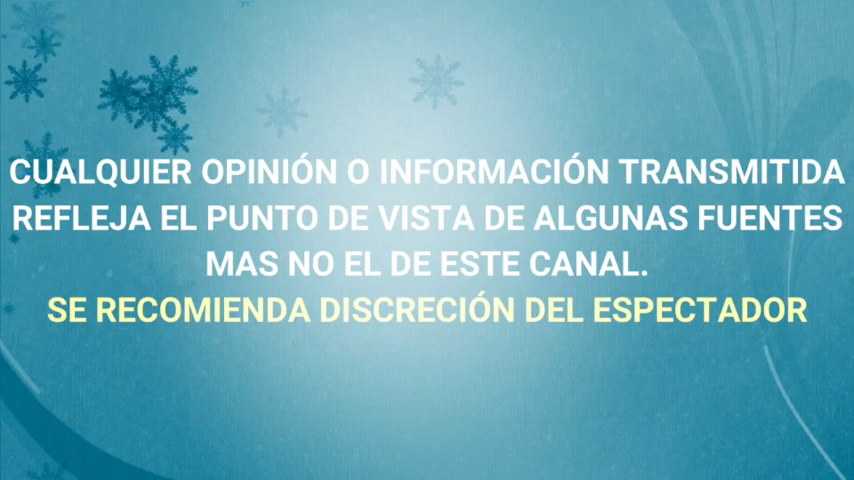 CUALQUIER OPINIÓN O INFORMACIÓN TRANSMITIDA
REFLEJA EL PUNTO DE VISTA DE ALGUNAS FUENTES
MAS NO EL DE ESTE CANAL.
SE RECOMIENDA DISCRECIÓN DEL ESPECTADOR